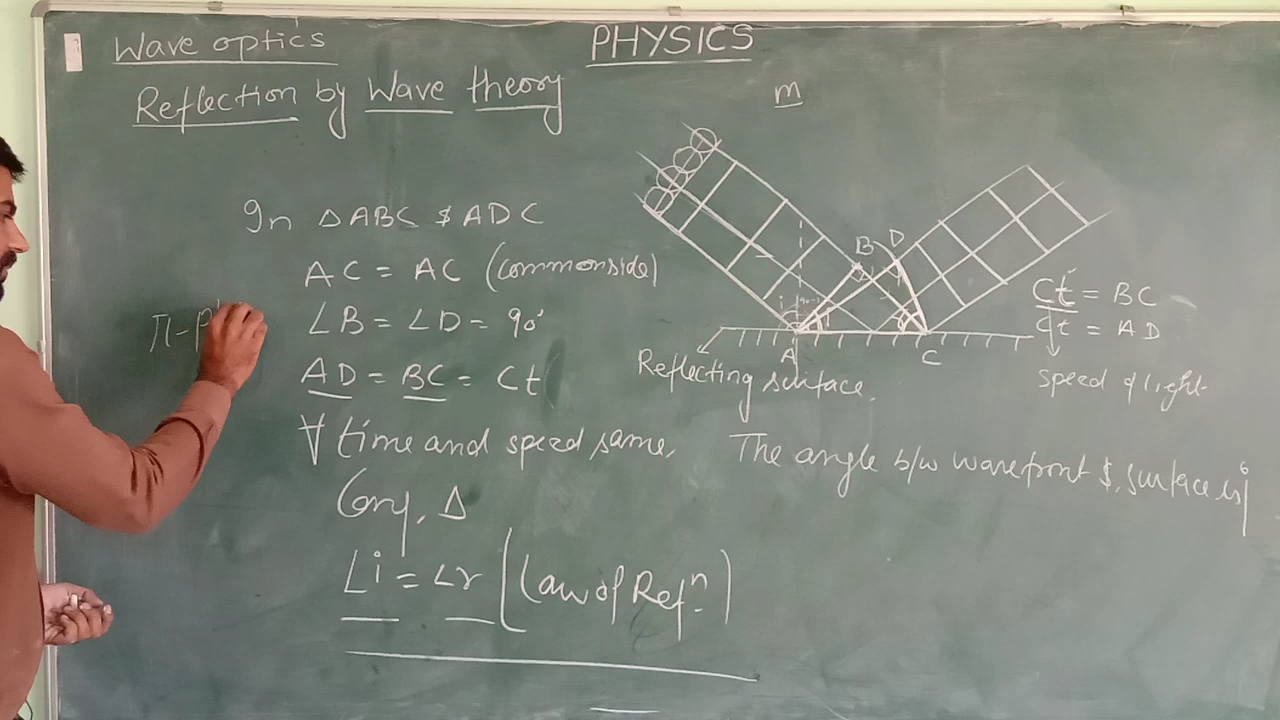 Wave optics
PHYSICS
Reflection by Wave theory
m
In △ABC & ADC
AC = AC (common side)
∠B = ∠D = 90°
AD = BC = Ct
∀ time and speed same,
Cong. △
∠i = ∠r (Law of Refⁿ.)
π-P
B D
i 90-i
A C
Reflecting surface.
Ct = BC
Ct = AD
speed of light
The angle b/w wavefront & surface is